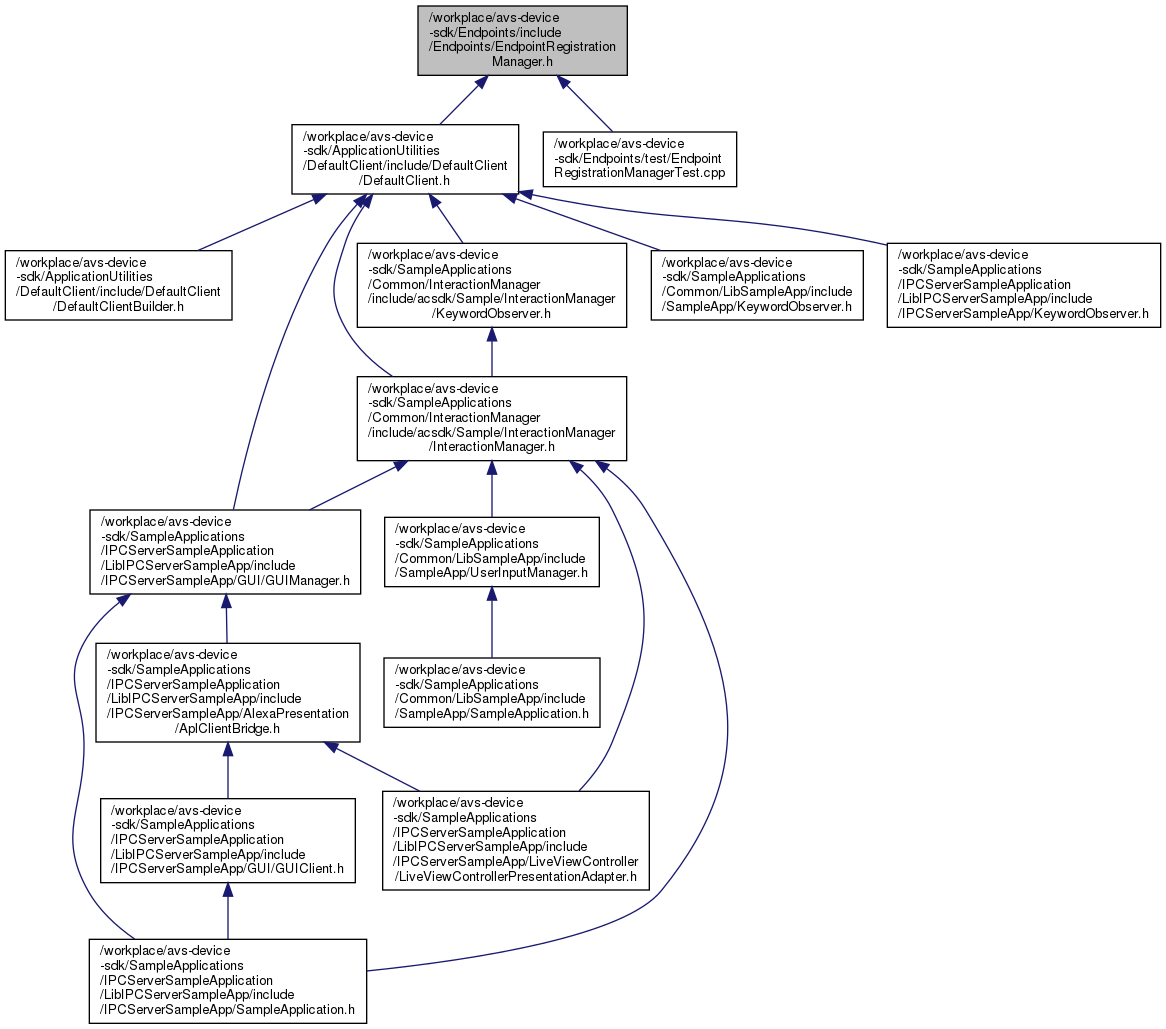 /workplace/avs-device
-sdk/Endpoints/include
/Endpoints/EndpointRegistration
Manager.h
/workplace/avs-device
-sdk/ApplicationUtilities
/DefaultClient/include/DefaultClient
/DefaultClient.h
/workplace/avs-device
-sdk/Endpoints/test/Endpoint
RegistrationManagerTest.cpp
/workplace/avs-device
-sdk/ApplicationUtilities
/DefaultClient/include/DefaultClient
/DefaultClientBuilder.h
/workplace/avs-device
-sdk/SampleApplications
/Common/InteractionManager
/include/acsdk/Sample/InteractionManager
/KeywordObserver.h
/workplace/avs-device
-sdk/SampleApplications
/Common/LibSampleApp/include
/SampleApp/KeywordObserver.h
/workplace/avs-device
-sdk/SampleApplications
/IPCServerSampleApplication
/LibIPCServerSampleApp/include
/IPCServerSampleApp/KeywordObserver.h
/workplace/avs-device
-sdk/SampleApplications
/Common/InteractionManager
/include/acsdk/Sample/InteractionManager
/InteractionManager.h
/workplace/avs-device
-sdk/SampleApplications
/IPCServerSampleApplication
/LibIPCServerSampleApp/include
/IPCServerSampleApp/GUI/GUIManager.h
/workplace/avs-device
-sdk/SampleApplications
/Common/LibSampleApp/include
/SampleApp/UserInputManager.h
/workplace/avs-device
-sdk/SampleApplications
/IPCServerSampleApplication
/LibIPCServerSampleApp/include
/IPCServerSampleApp/AlexaPresentation
/AplClientBridge.h
/workplace/avs-device
-sdk/SampleApplications
/Common/LibSampleApp/include
/SampleApp/SampleApplication.h
/workplace/avs-device
-sdk/SampleApplications
/IPCServerSampleApplication
/LibIPCServerSampleApp/include
/IPCServerSampleApp/GUI/GUIClient.h
/workplace/avs-device
-sdk/SampleApplications
/IPCServerSampleApplication
/LibIPCServerSampleApp/include
/IPCServerSampleApp/LiveViewController
/LiveViewControllerPresentationAdapter.h
/workplace/avs-device
-sdk/SampleApplications
/IPCServerSampleApplication
/LibIPCServerSampleApp/include
/IPCServerSampleApp/SampleApplication.h